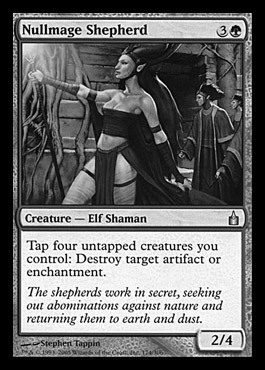 Nullmage Shepherd 3
Creature — Elf Shaman
Tap four untapped creatures you
control: Destroy target artifact or
enchantment.
The shepherds work in secret, seeking
out abominations against nature and
returning them to earth and dust.
Stephen Tappin
2/4